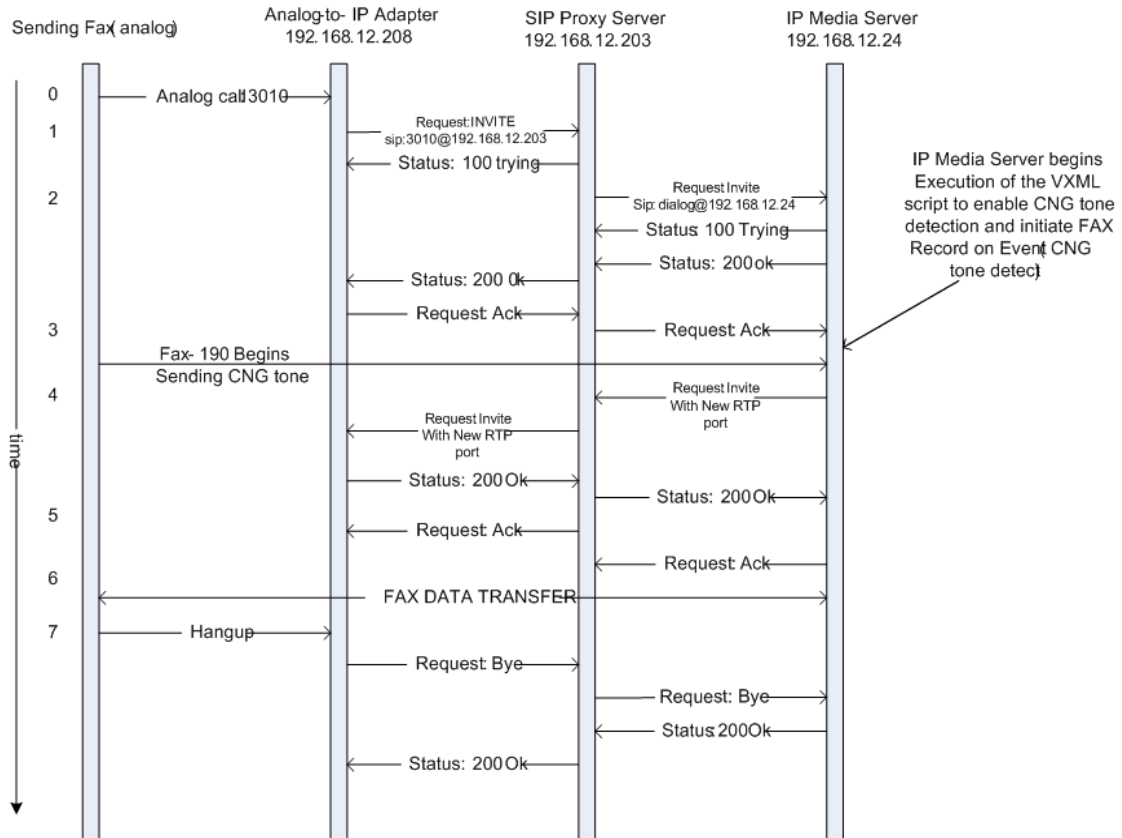 Sending Fax( analog)
Analog-to- IP Adapter
192.168.12.208
SIP Proxy Server
192.168.12.203
IP Media Server
192.168.12.24
0
Analog call:3010
1
Request:INVITE
sip:3010@192.168.12.203
Status: 100 trying
2
Request Invite
Sip: dialog@192.168.12.24
Status: 100 Trying
Status: 200 ok
Status: 200 0k
Request: Ack
3
Request: Ack
IP Media Server begins
Execution of the VXML
script to enable CNG tone
detection and initiate FAX
Record on Event( CNG
tone detect)
Fax- 190 Begins
Sending CNG tone
4
Request Invite
With New RTP
port
Request Invite
With New RTP
port
time
Status: 200 Ok
Status: 200 Ok
5
Request: Ack
Request: Ack
6
FAX DATA TRANSFER
7
Hangup
Request: Bye
Request: Bye
Status:200Ok
Status: 200 Ok